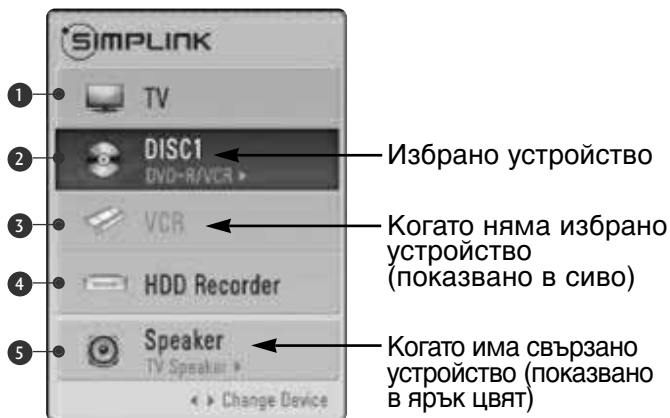 SIMPLINK
1 TV
2 DISC1
DVD-R/VCR ▸
Избрано устройство
3 VCR
Когато няма избрано
устройство
(показвано в сиво)
4 HDD Recorder
5 Speaker
TV Speaker ▸
Когато има свързано
устройство (показвано
в ярък цвят)
◂ ▸ Change Device